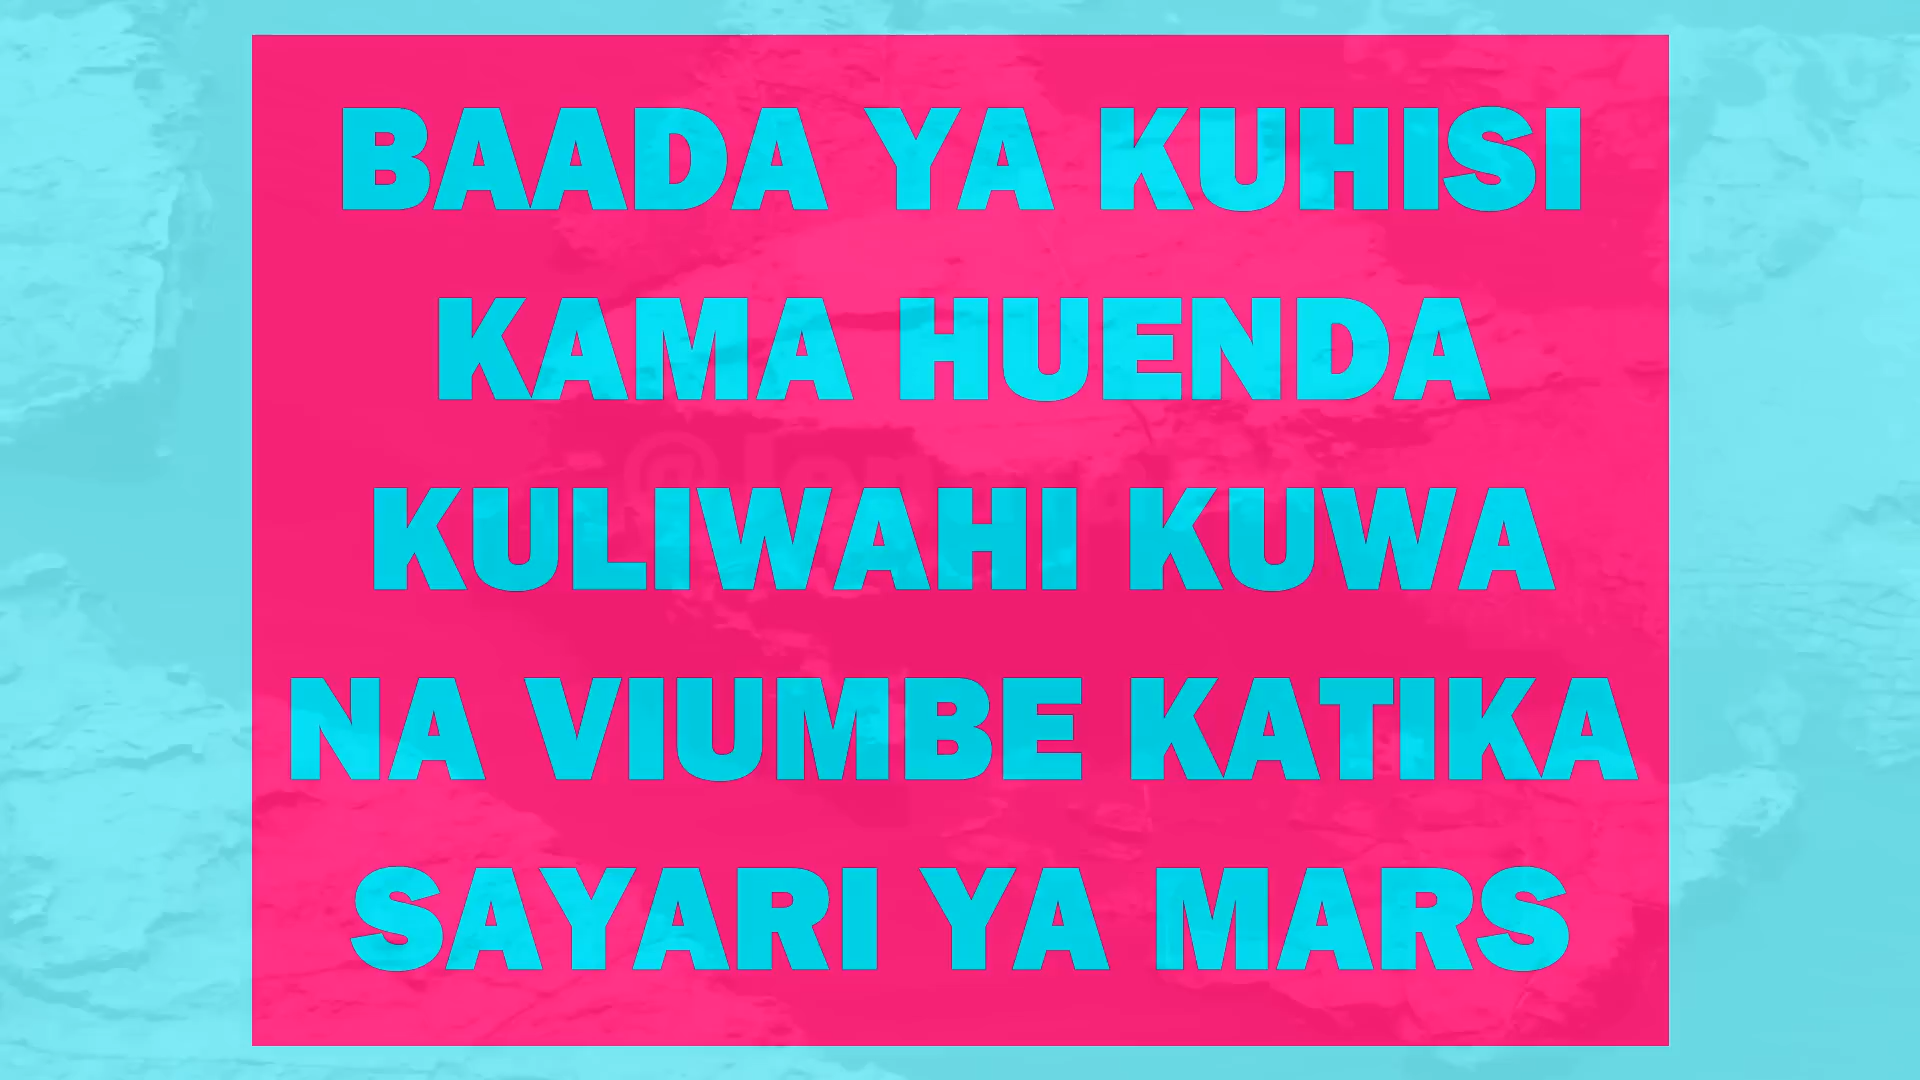 BAADA YA KUHISI
KAMA HUENDA
KULIWAHI KUWA
NA VIUMBE KATIKA
SAYARI YA MARS